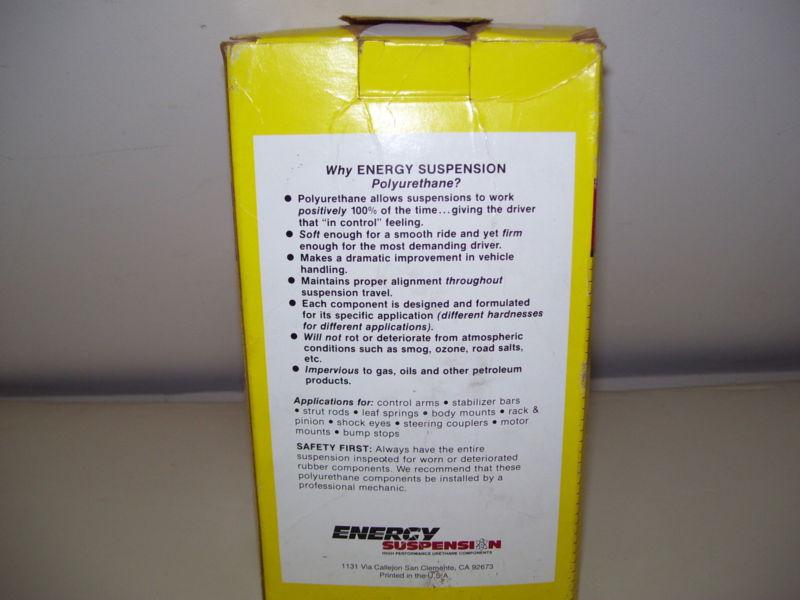 Why ENERGY SUSPENSION
Polyurethane?
● Polyurethane allows suspensions to work
positively 100% of the time...giving the driver
that "in control" feeling.
● Soft enough for a smooth ride and yet firm
enough for the most demanding driver.
● Makes a dramatic improvement in vehicle
handling.
● Maintains proper alignment throughout
suspension travel.
● Each component is designed and formulated
for its specific application (different hardnesses
for different applications).
● Will not rot or deteriorate from atmospheric
conditions such as smog, ozone, road salts,
etc.
● Impervious to gas, oils and other petroleum
products.
Applications for: control arms • stabilizer bars
• strut rods • leaf springs • body mounts • rack &
pinion • shock eyes • steering couplers • motor
mounts • bump stops
SAFETY FIRST: Always have the entire
suspension inspected for worn or deteriorated
rubber components. We recommend that these
polyurethane components be installed by a
professional mechanic.
ENERGY
SUSPENSION
HIGH PERFORMANCE URETHANE COMPONENTS
1131 Via Callejon San Clemente, CA 92673
Printed in the U.S.A.